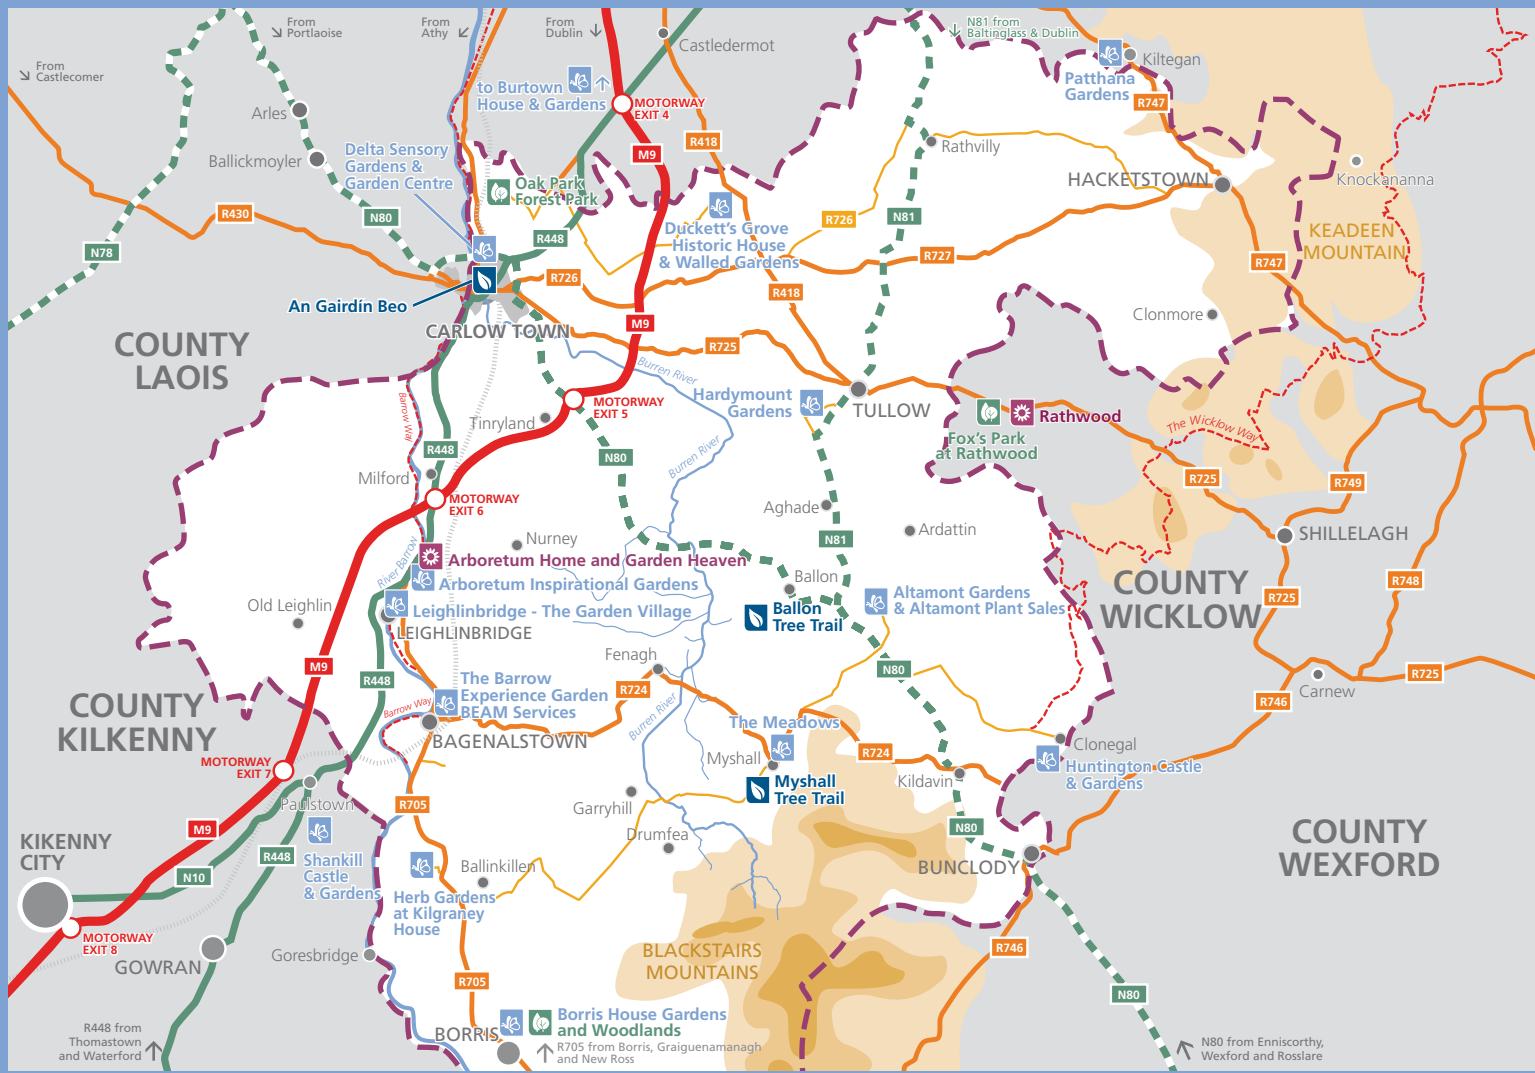 From
Portlaoise
From
Athy
From
Dublin
N81 from
Baltinglass & Dublin
From
Castlecomer
Castledermot
Kiltegan
Patthana
Gardens
to Burtown
House & Gardens
MOTORWAY
EXIT 4
R747
Arles
Ballickmoyler
Delta Sensory
Gardens &
Garden Centre
M9
R418
Rathvilly
Knockananna
HACKETSTOWN
Oak Park
Forest Park
R430
N80
N78
R448
Duckett's Grove
Historic House
& Walled Gardens
R726
N81
R727
KEADEEN
MOUNTAIN
R747
R726
R418
An Gairdín Beo
CARLOW TOWN
M9
R725
Clonmore
COUNTY
LAOIS
Burren River
Barrow Way
Hardymount
Gardens
TULLOW
Rathwood
Fox's Park
at Rathwood
The Wicklow Way
MOTORWAY
EXIT 5
Tinryland
R448
N80
Burren River
Milford
R725
R749
MOTORWAY
EXIT 6
Aghade
Ardattin
N81
SHILLELAGH
Nurney
River Barrow
Arboretum Home and Garden Heaven
Arboretum Inspirational Gardens
Ballon
COUNTY
WICKLOW
R748
R725
Old Leighlin
Leighlinbridge - The Garden Village
LEIGHLINBRIDGE
Ballon
Tree Trail
Altamont Gardens
& Altamont Plant Sales
M9
R448
Fenagh
N80
R725
Carnew
R746
R724
The Barrow
Experience Garden
BEAM Services
Barrow Way
Burren River
COUNTY
KILKENNY
BAGENALSTOWN
The Meadows
R724
Clonegal
Huntington Castle
& Gardens
Myshall
MOTORWAY
EXIT 7
Kildavin
Myshall
Tree Trail
Paulstown
R705
Garryhill
Drumfea
N80
M9
KIKENNY
CITY
R448
Shankill
Castle
& Gardens
N10
Ballinkillen
BUNCLODY
COUNTY
WEXFORD
Herb Gardens
at Kilgraney
House
MOTORWAY
EXIT 8
GOWRAN
Goresbridge
BLACKSTAIRS
MOUNTAINS
R746
R705
N80
Borris House Gardens
and Woodlands
BORRIS
R705 from Borris, Graiguenamanagh
and New Ross
R448 from
Thomastown
and Waterford
N80 from Enniscorthy,
Wexford and Rosslare